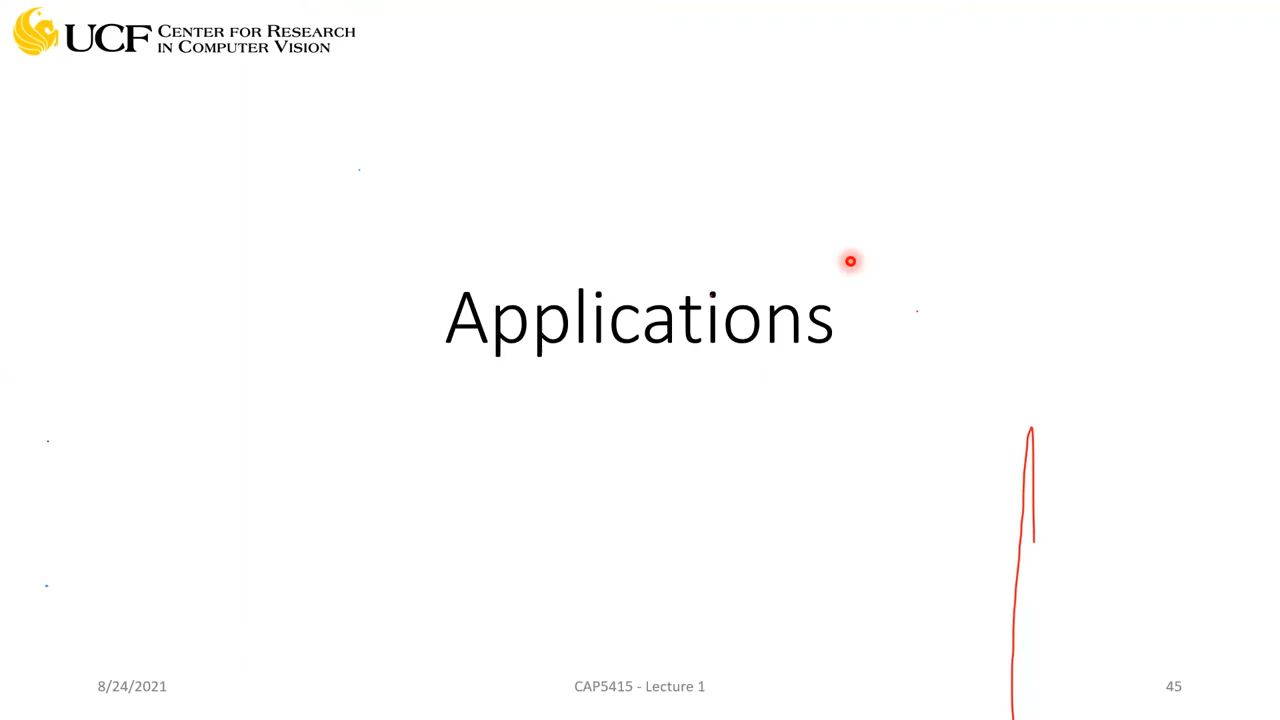 UCF CENTER FOR RESEARCH
IN COMPUTER VISION
Applications
8/24/2021
CAP5415 - Lecture 1
45